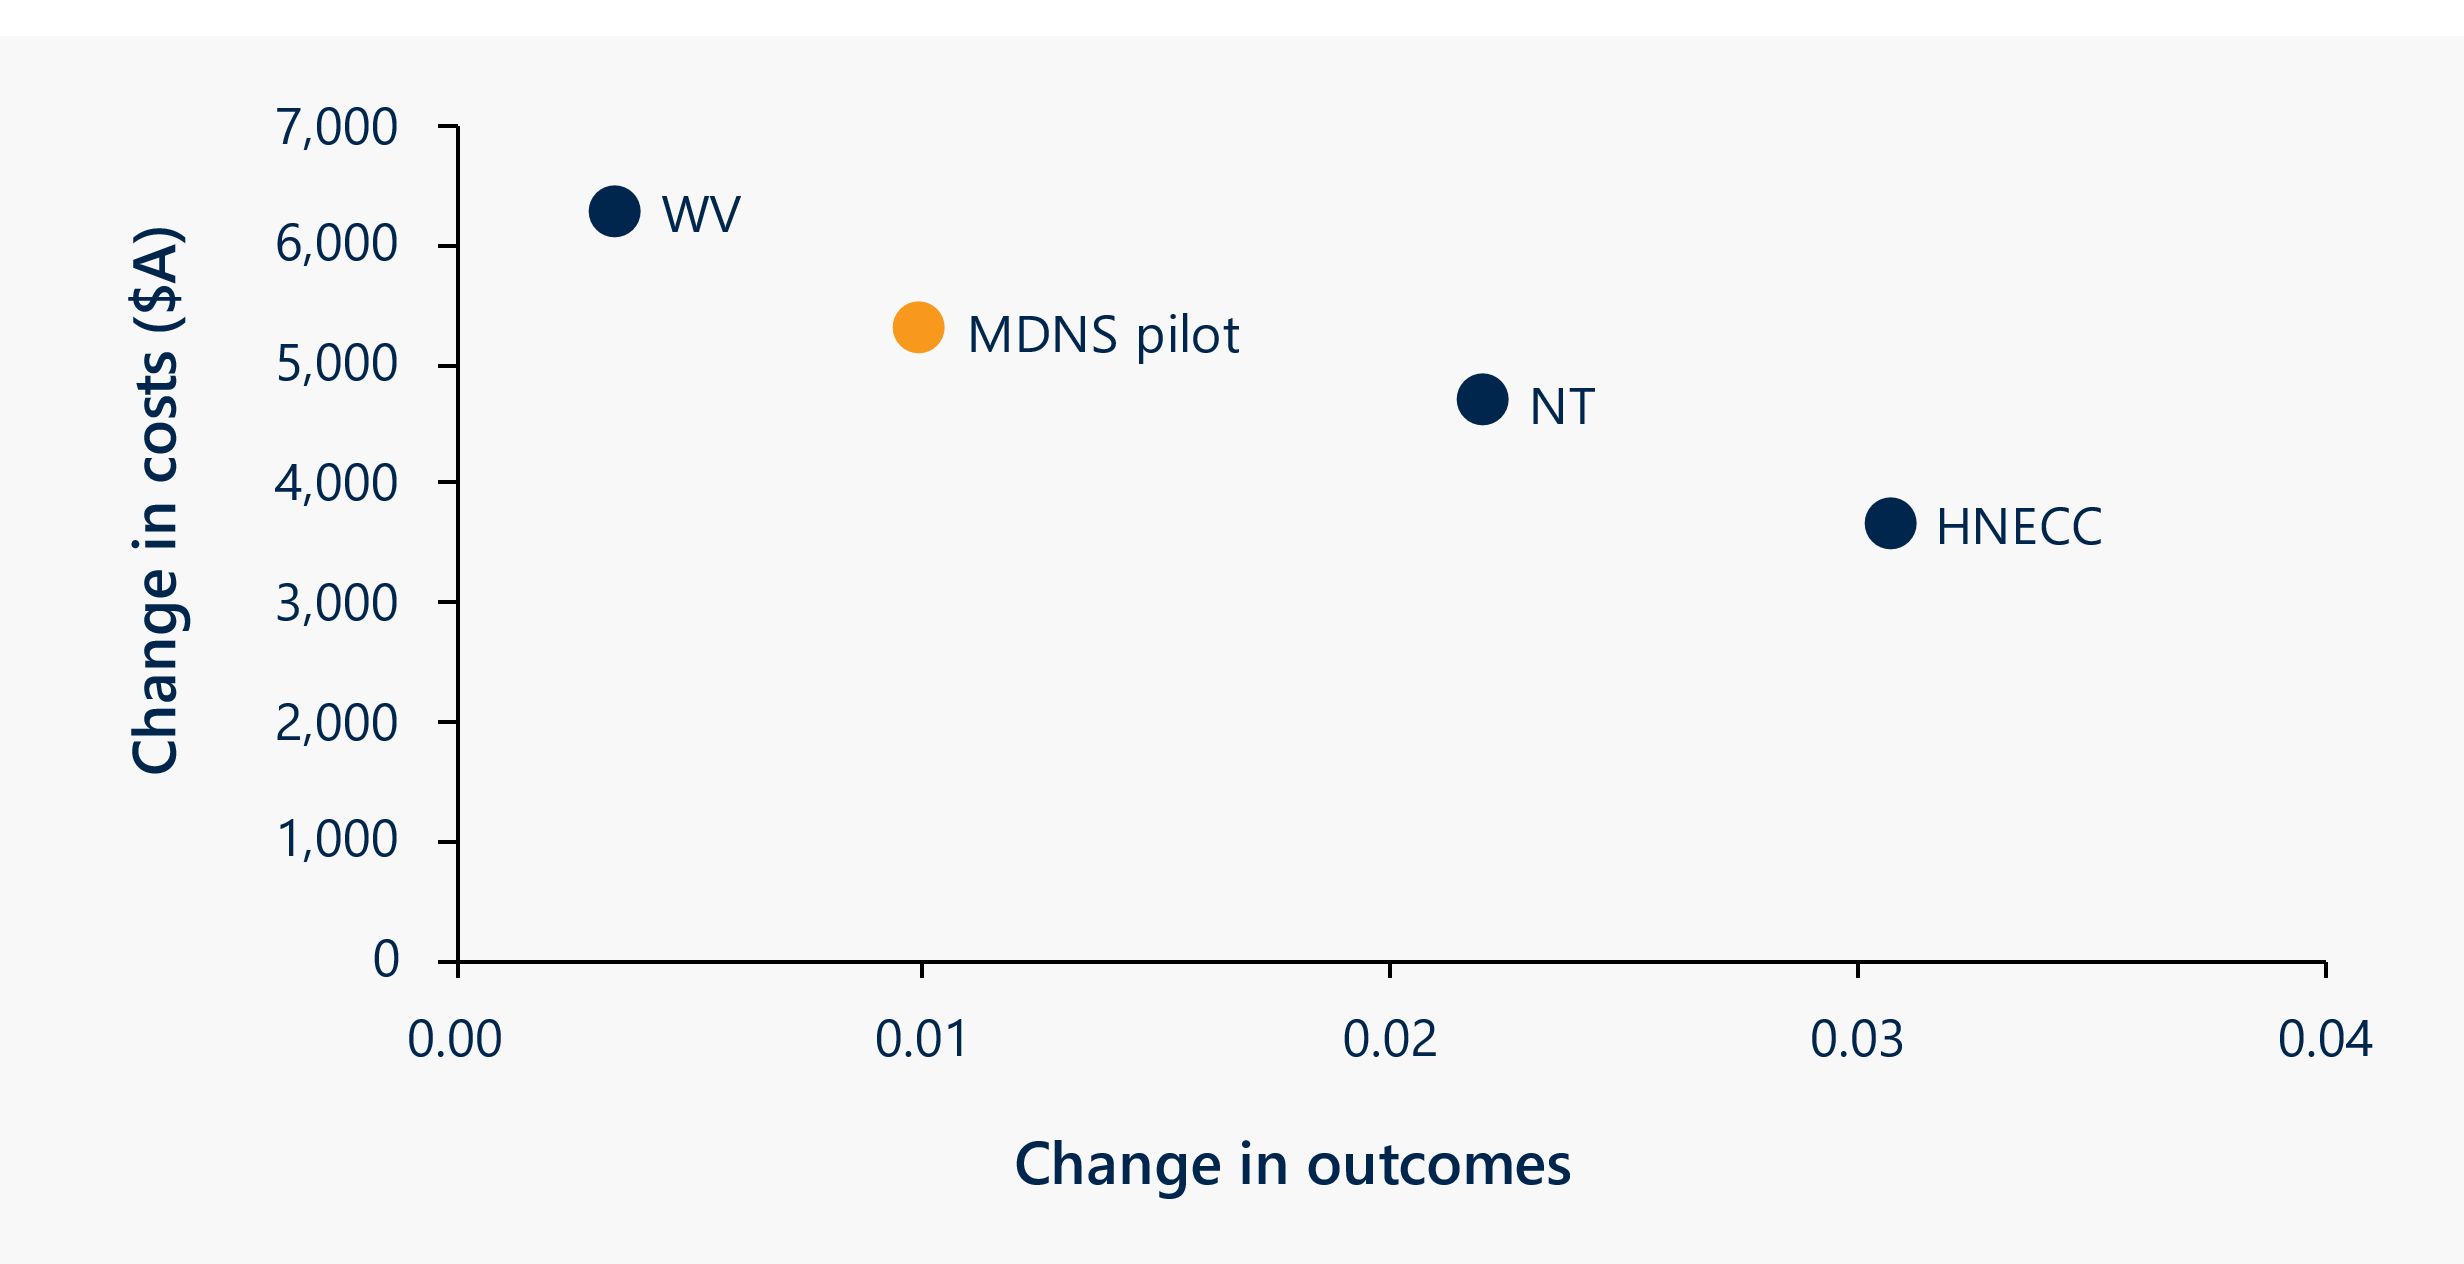 7,000
WV
6,000
MDNS pilot
5,000
NT
4,000
HNECC
3,000
2,000
1,000
0
Change in costs ($A)
0.00 0.01 0.02 0.03 0.04
Change in outcomes